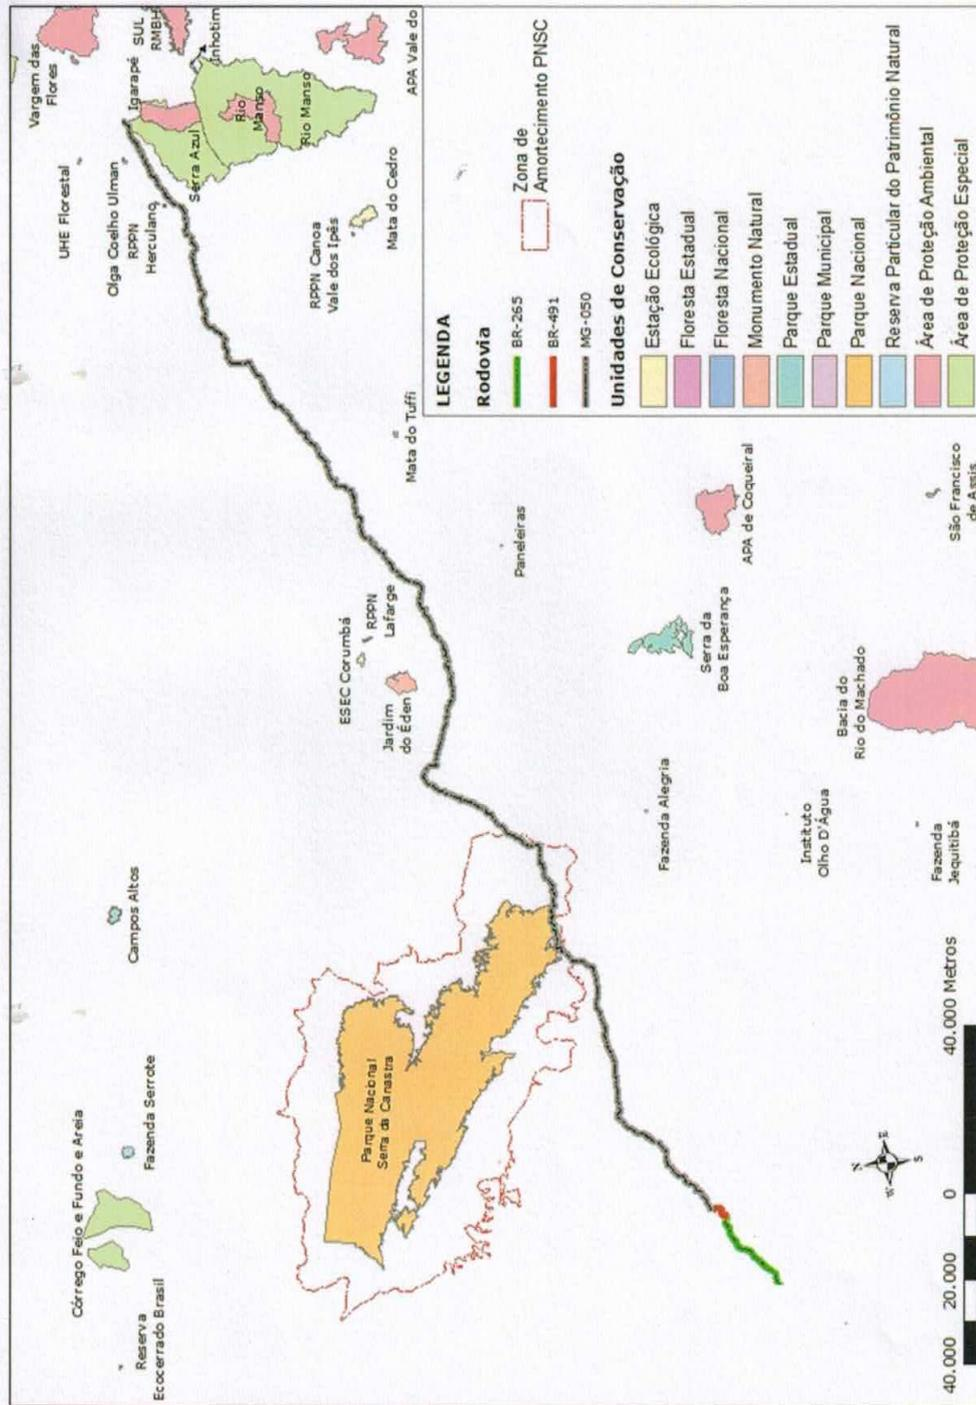 Córrego Feio e Fundo e Areia
Reserva
Ecocerrado Brasil
Fazenda Serrote
Campos Altos
Parque Nacional
Serra da Canastra
ESEC Corumbá
RPPN
Lafarge
Jardim
do Éden
Mata do Tuffi
Paneleiras
Vargem das
Flores
UHE Florestal
Olga Coelho Ulman
RPPN
Herculano
Igarapé
SUL
RMBH
Inhotim
Serra Azul
Rio
Manso
Rio Manso
RPPN Canoa
Vale dos Ipês
Mata do Cedro
APA Vale do
Fazenda Alegria
Serra da
Boa Esperança
APA de Coqueiral
Instituto
Olho D'Água
Bacia do
Rio do Machado
Fazenda
Jequitibá
São Francisco
de Assis
N
W
E
S
40.000
20.000
0
40.000 Metros
LEGENDA
Rodovia
BR-265
BR-491
MG-050
Zona de
Amortecimento PNSC
Unidades de Conservação
Estação Ecológica
Floresta Estadual
Floresta Nacional
Monumento Natural
Parque Estadual
Parque Municipal
Parque Nacional
Reserva Particular do Patrimônio Natural
Área de Proteção Ambiental
Área de Proteção Especial